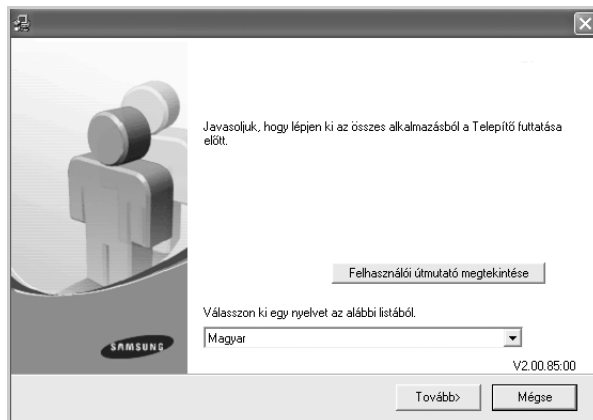 Javasoljuk, hogy lépjen ki az összes alkalmazásból a Telepítő futtatása
előtt.
Felhasználói útmutató megtekintése
Válasszon ki egy nyelvet az alábbi listából.
Magyar
SAMSUNG
V2.00.85:00
Tovább>
Mégse